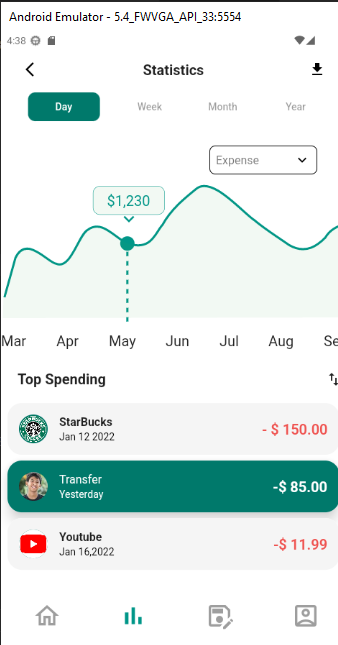 Android Emulator - 5.4_FWVGA_API_33:5554
4:38
Statistics
Day Week Month Year
Expense
$1,230
Mar Apr May Jun Jul Aug Se
Top Spending
StarBucks
Jan 12 2022
- $ 150.00
Transfer
Yesterday
-$ 85.00
Youtube
Jan 16,2022
-$ 11.99